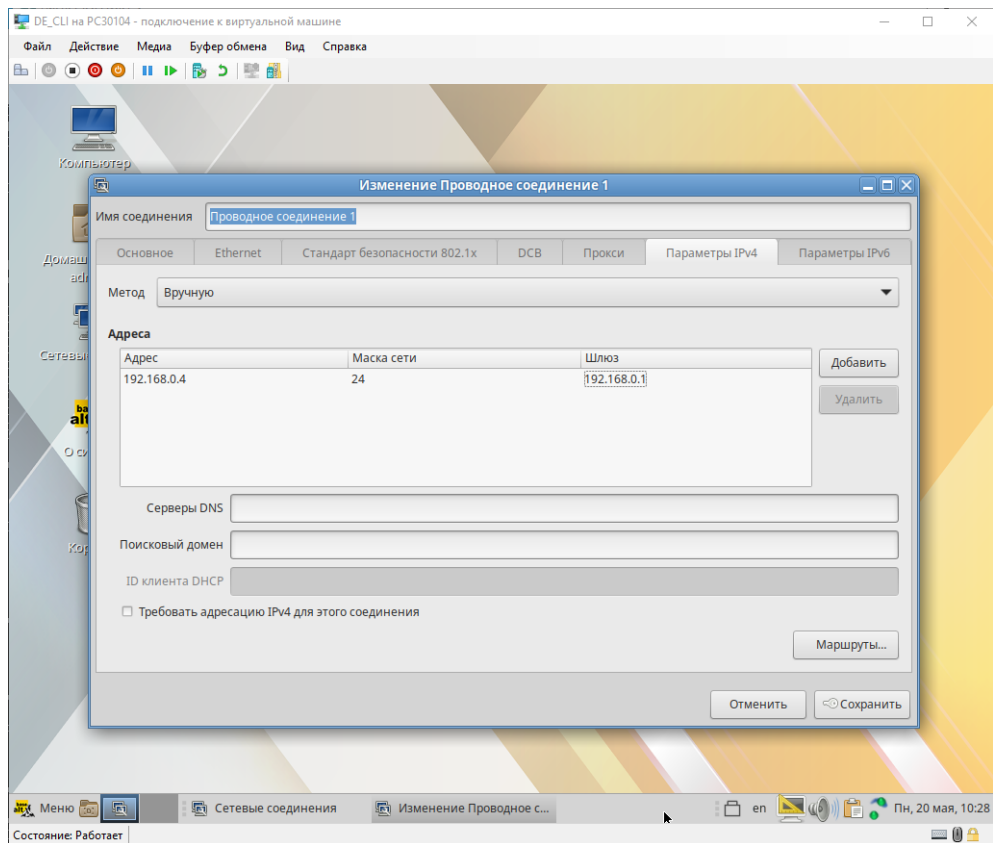 DE_CLI на PC30104 - подключение к виртуальной машине
Файл Действие Медиа Буфер обмена Вид Справка
Компьютер
Изменение Проводное соединение 1
Имя соединения Проводное соединение 1
Основное Ethernet Стандарт безопасности 802.1x DCB Прокси Параметры IPv4 Параметры IPv6
Метод Вручную
Адреса
Адрес Маска сети Шлюз
192.168.0.4 24 192.168.0.1
Добавить
Удалить
Серверы DNS
Поисковый домен
ID клиента DHCP
Требовать адресацию IPv4 для этого соединения
Маршруты...
Отменить Сохранить
Меню Сетевые соединения Изменение Проводное с... en Пн, 20 мая, 10:28
Состояние: Работает